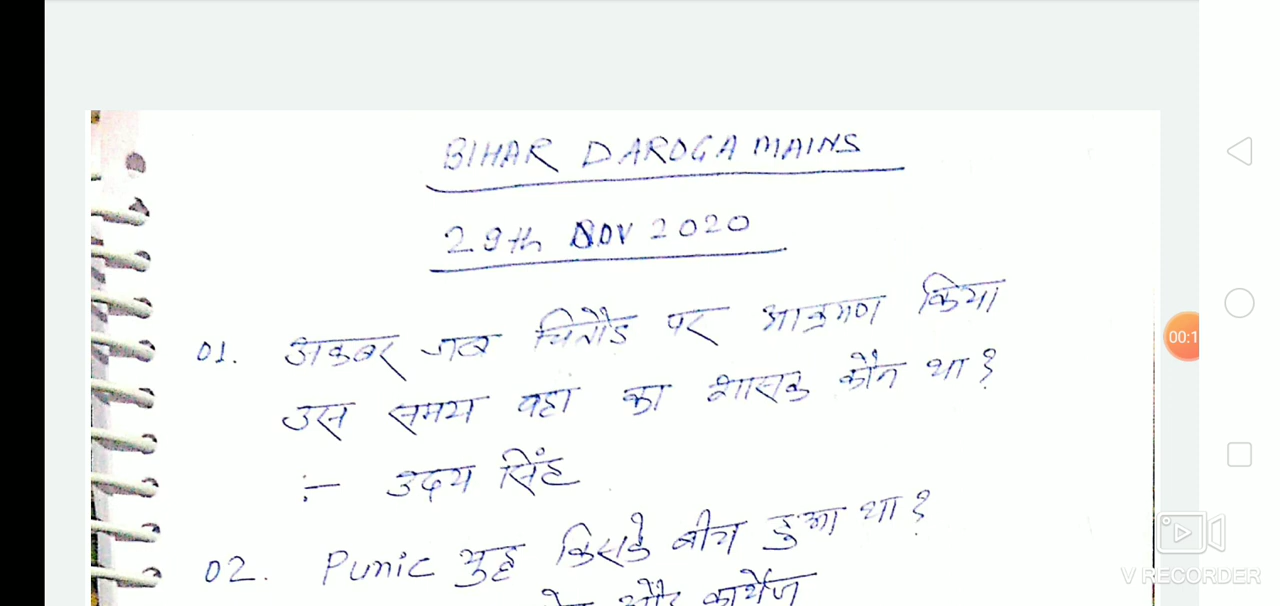 BIHAR DAROGA MAINS
29th NOV 2020
01. अकबर जब चितौड़ पर आक्रमण किया
उस समय वहा का शासक कौन था ?
:- उदय सिंह
02. Punic युद्ध किसके बीच हुआ था ?
और कार्थेज
00:1
V RECORDER